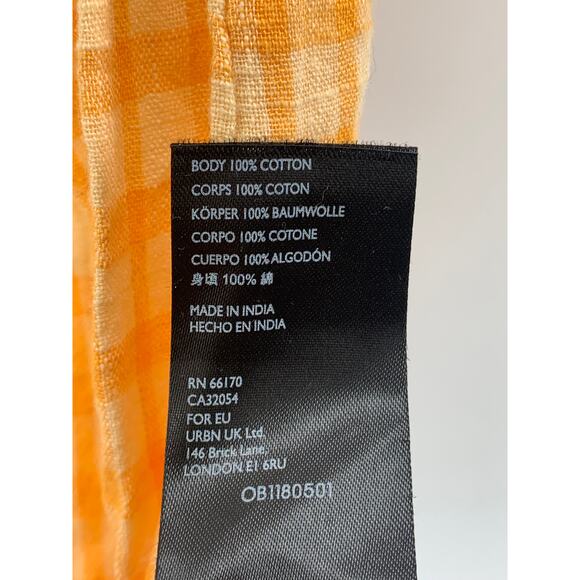 BODY 100% COTTON
CORPS 100% COTON
KÖRPER 100% BAUMWOLLE
CORPO 100% COTONE
CUERPO 100% ALGODÓN
身頃 100% 綿
MADE IN INDIA
HECHO EN INDIA
RN 66170
CA32054
FOR EU
URBN UK Ltd.
146 Brick Lane,
LONDON E1 6RU
OB1180501